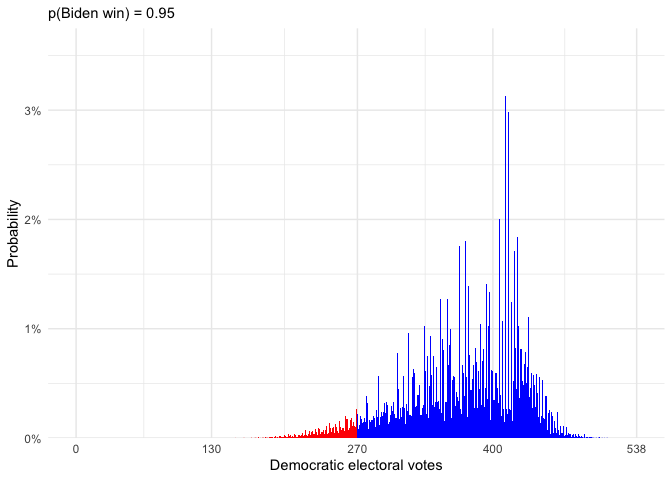 p(Biden win) = 0.95
Probability
3%
2%
1%
0%
0 130 270 400 538
Democratic electoral votes